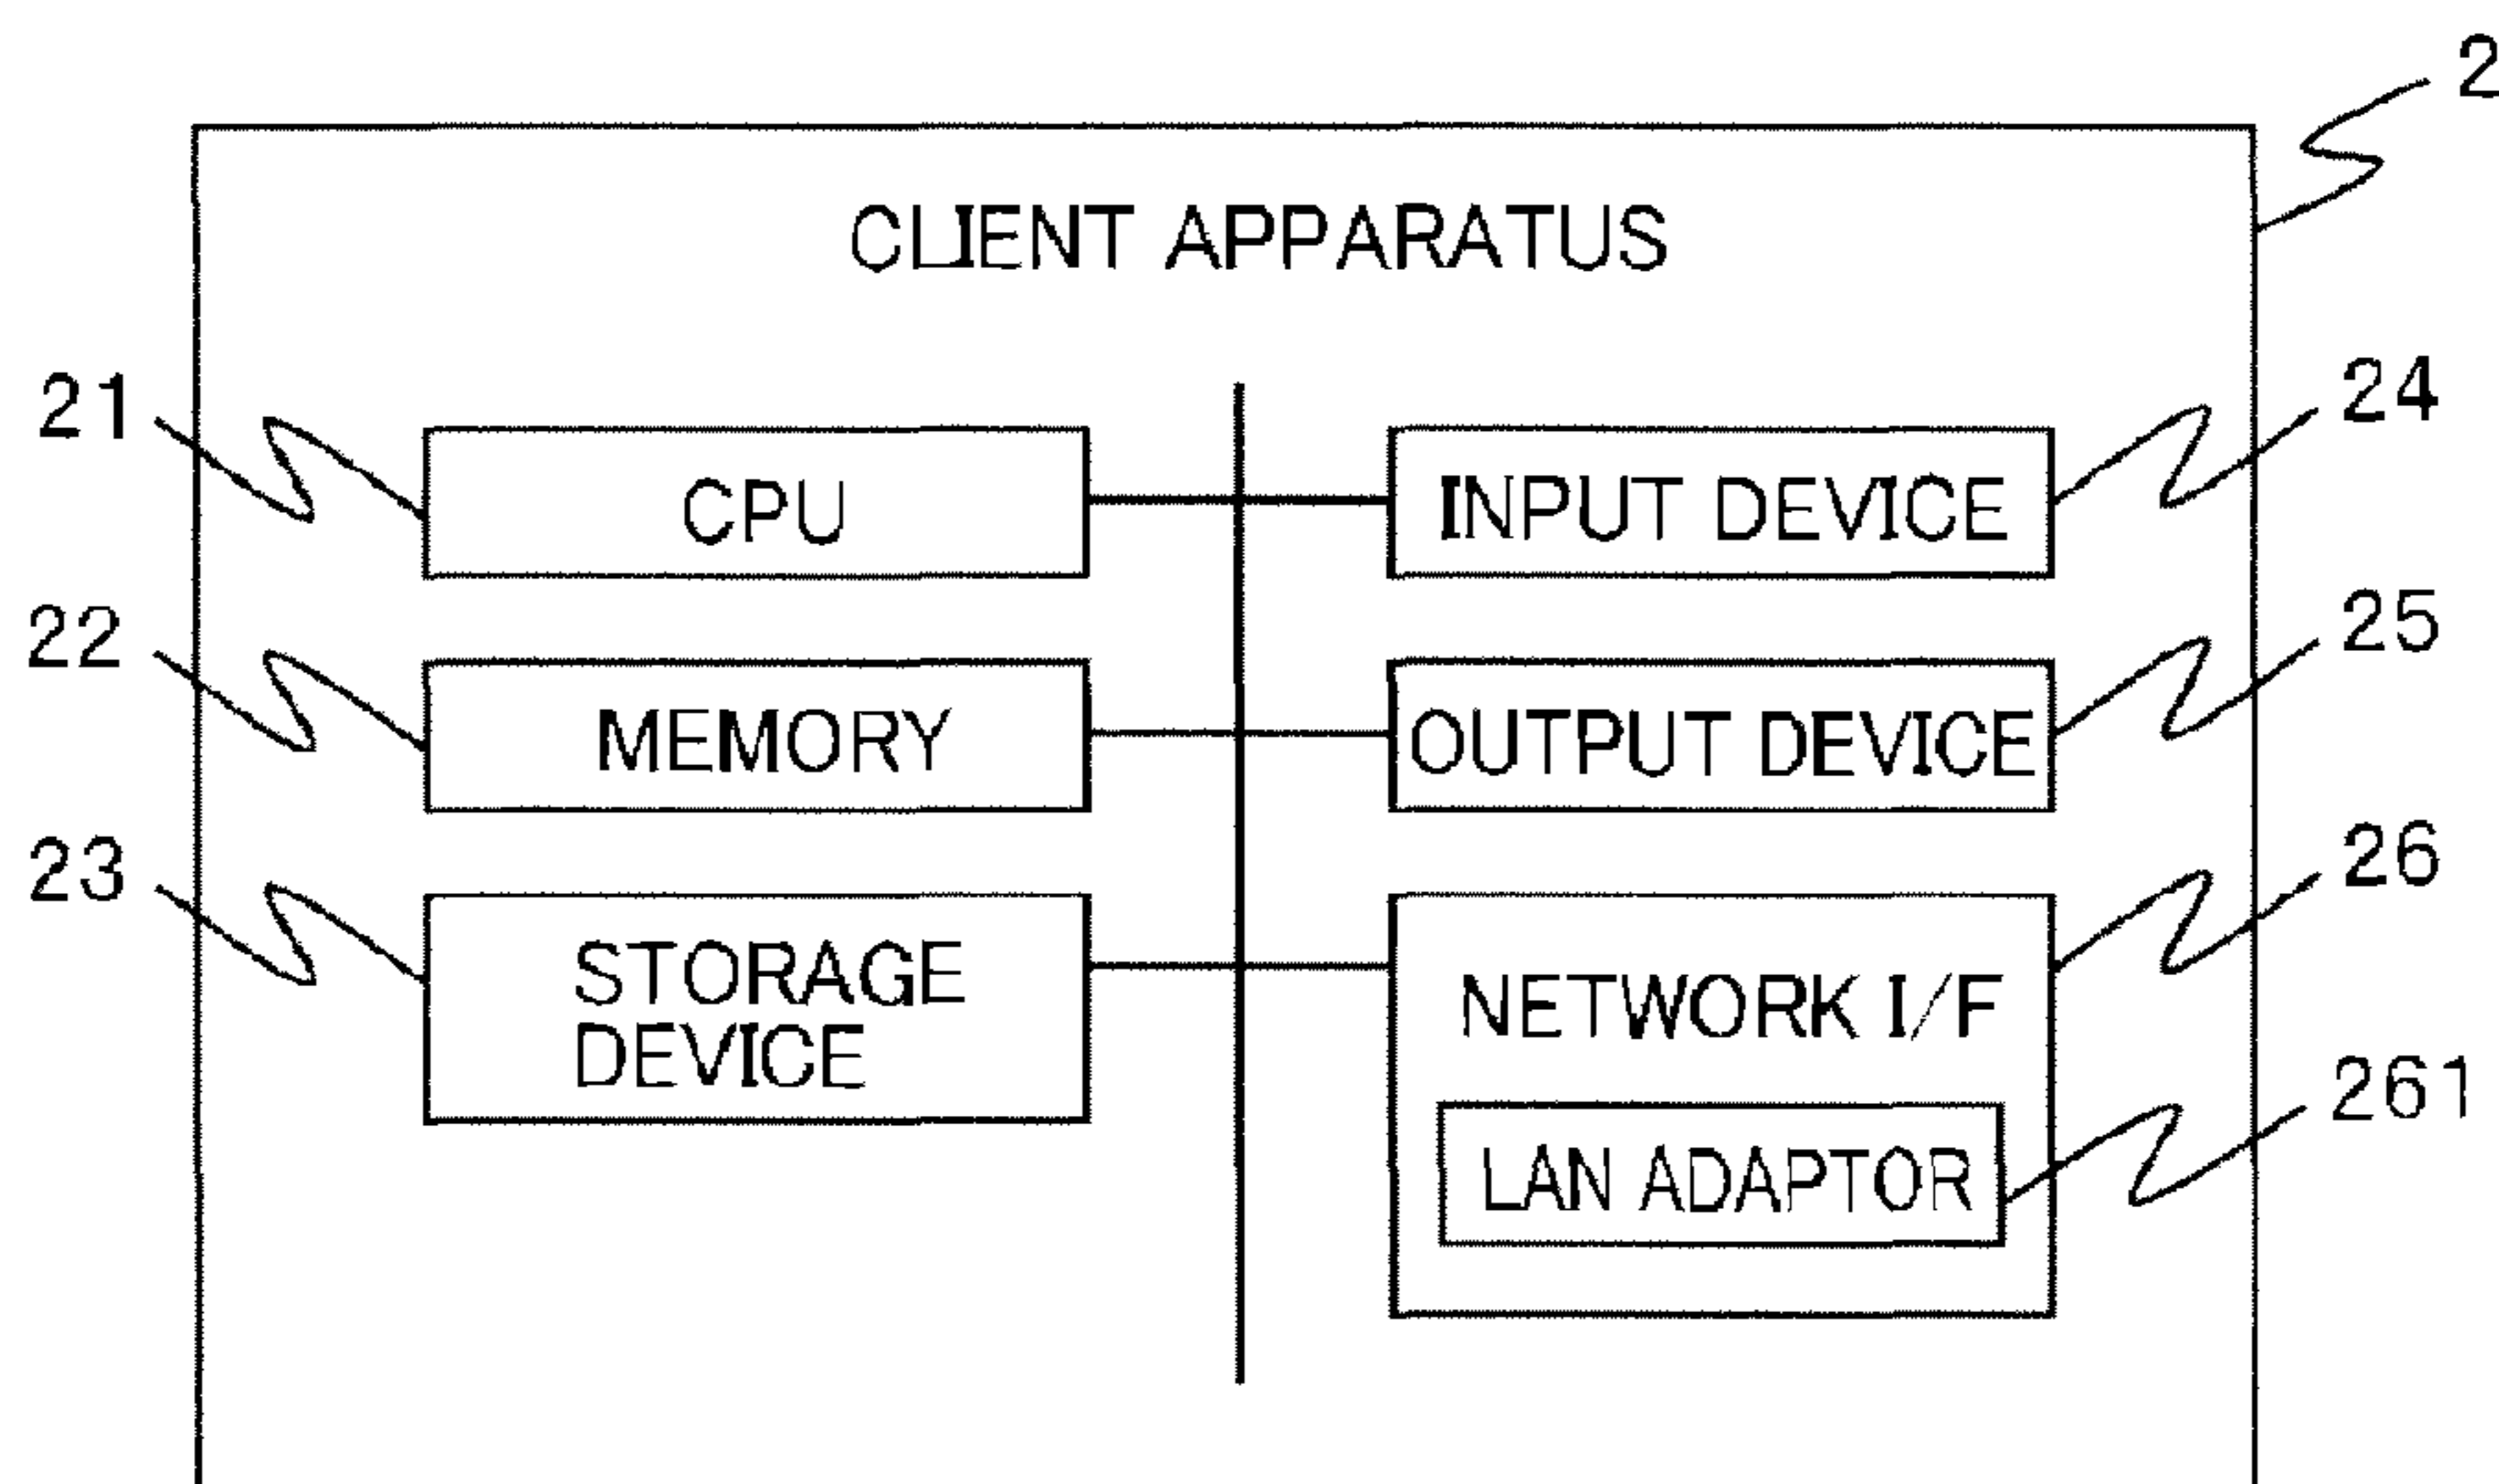 2
CLIENT APPARATUS
21
CPU
INPUT DEVICE
24
22
MEMORY
OUTPUT DEVICE
25
23
STORAGE
DEVICE
NETWORK I/F
26
LAN ADAPTOR
261